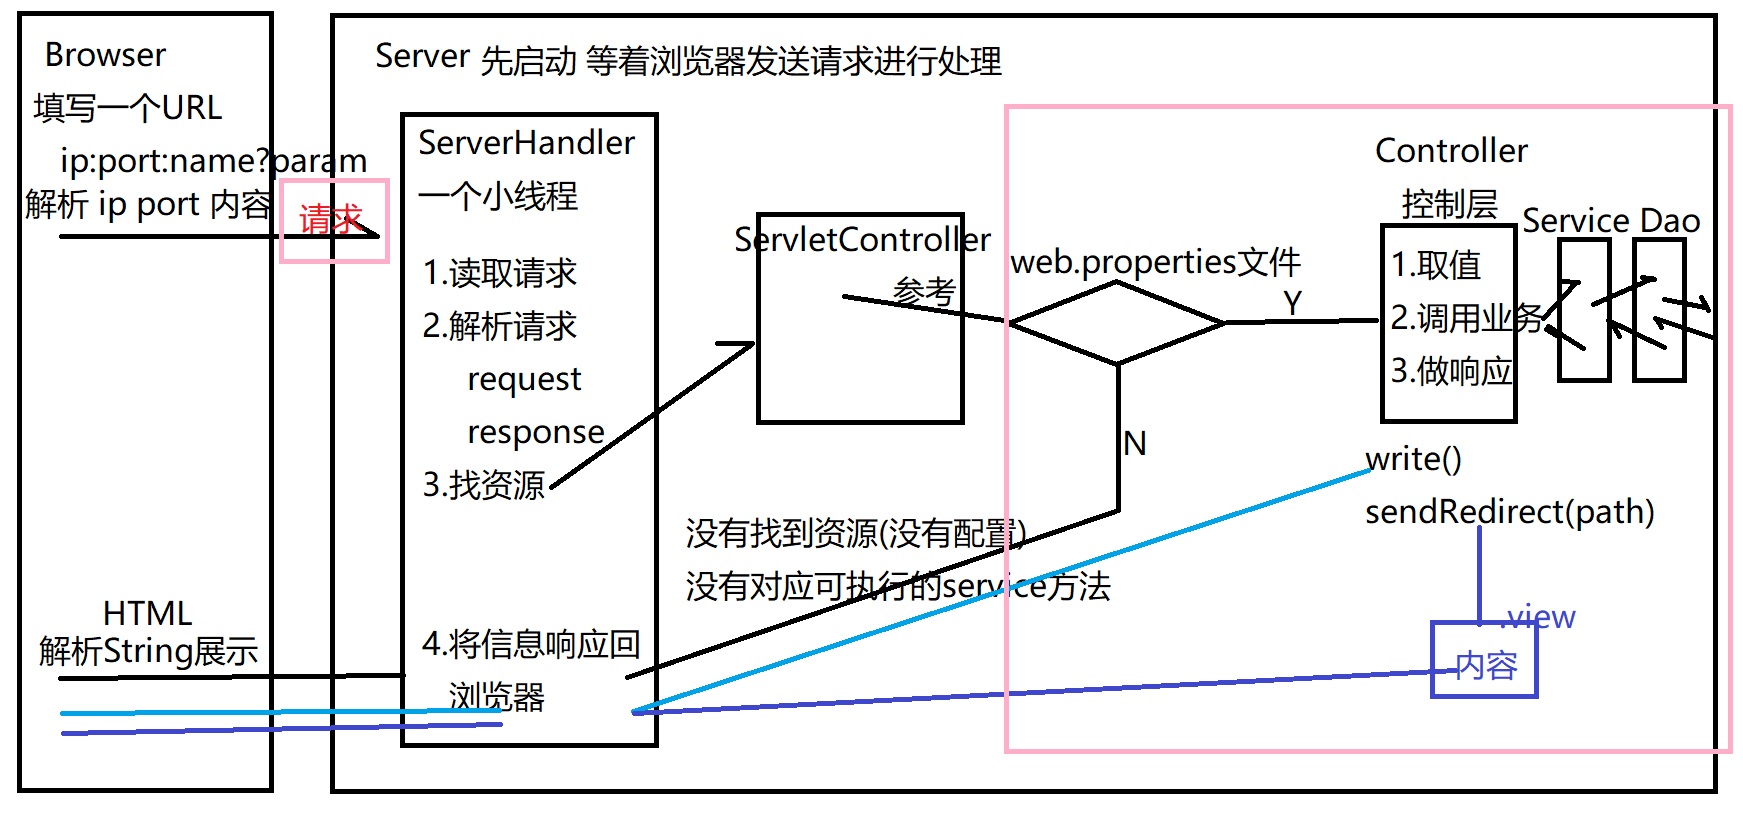 Browser
填写一个URL
ip:port:name?param
解析 ip port 内容
请求
HTML
解析String展示
Server 先启动 等着浏览器发送请求进行处理
ServerHandler
一个小线程
1.读取请求
2.解析请求
request
response
3.找资源
4.将信息响应回
浏览器
ServletController
参考
web.properties文件
Y
N
没有找到资源(没有配置)
没有对应可执行的service方法
Controller
控制层
1.取值
2.调用业务
3.做响应
Service Dao
write()
sendRedirect(path)
.view
内容